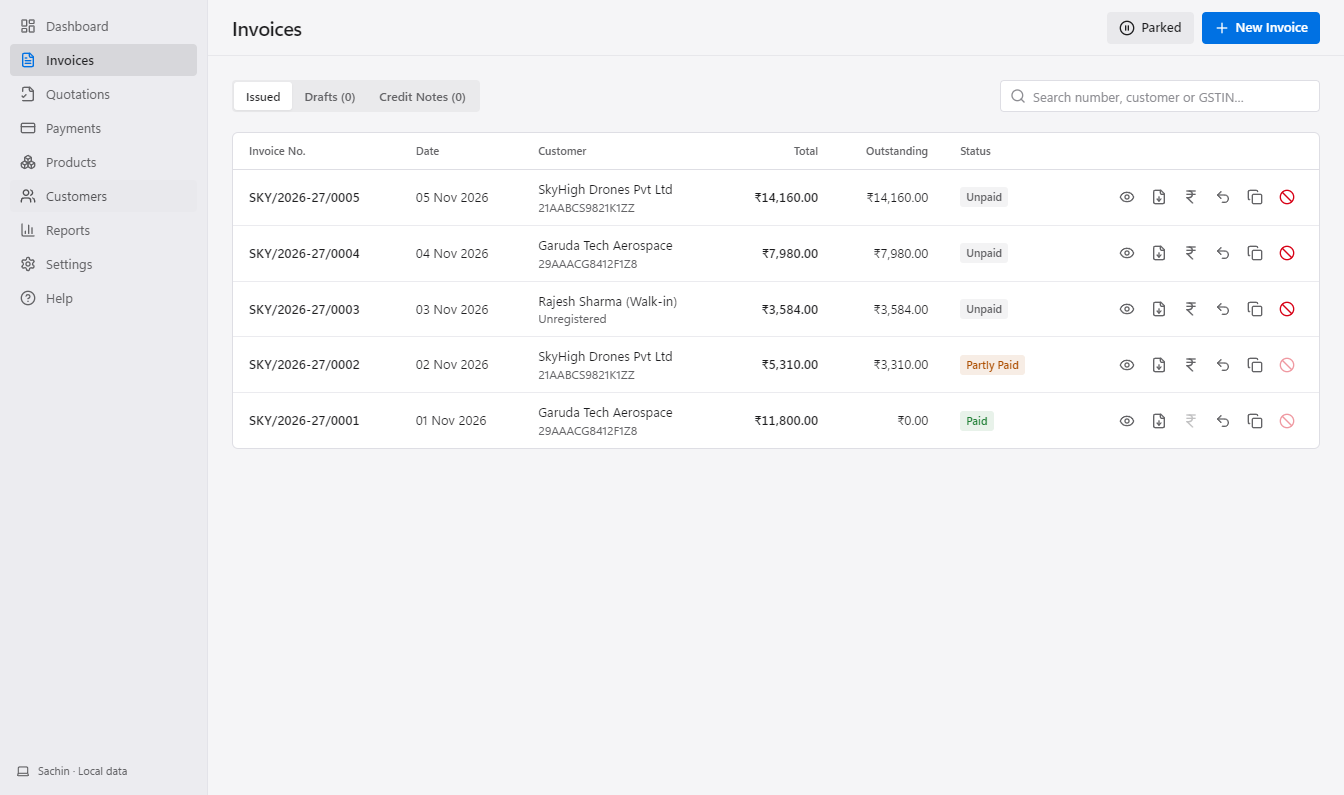 Dashboard
Invoices
Quotations
Payments
Products
Customers
Reports
Settings
Help
Sachin · Local data
Invoices
Parked
New Invoice
Issued Drafts (0) Credit Notes (0)
Search number, customer or GSTIN...
Invoice No. Date Customer Total Outstanding Status
SKY/2026-27/0005 05 Nov 2026 SkyHigh Drones Pvt Ltd ₹14,160.00 ₹14,160.00 Unpaid
21AABCS9821K1ZZ
SKY/2026-27/0004 04 Nov 2026 Garuda Tech Aerospace ₹7,980.00 ₹7,980.00 Unpaid
29AAACG8412F1Z8
SKY/2026-27/0003 03 Nov 2026 Rajesh Sharma (Walk-in) ₹3,584.00 ₹3,584.00 Unpaid
Unregistered
SKY/2026-27/0002 02 Nov 2026 SkyHigh Drones Pvt Ltd ₹5,310.00 ₹3,310.00 Partly Paid
21AABCS9821K1ZZ
SKY/2026-27/0001 01 Nov 2026 Garuda Tech Aerospace ₹11,800.00 ₹0.00 Paid
29AAACG8412F1Z8